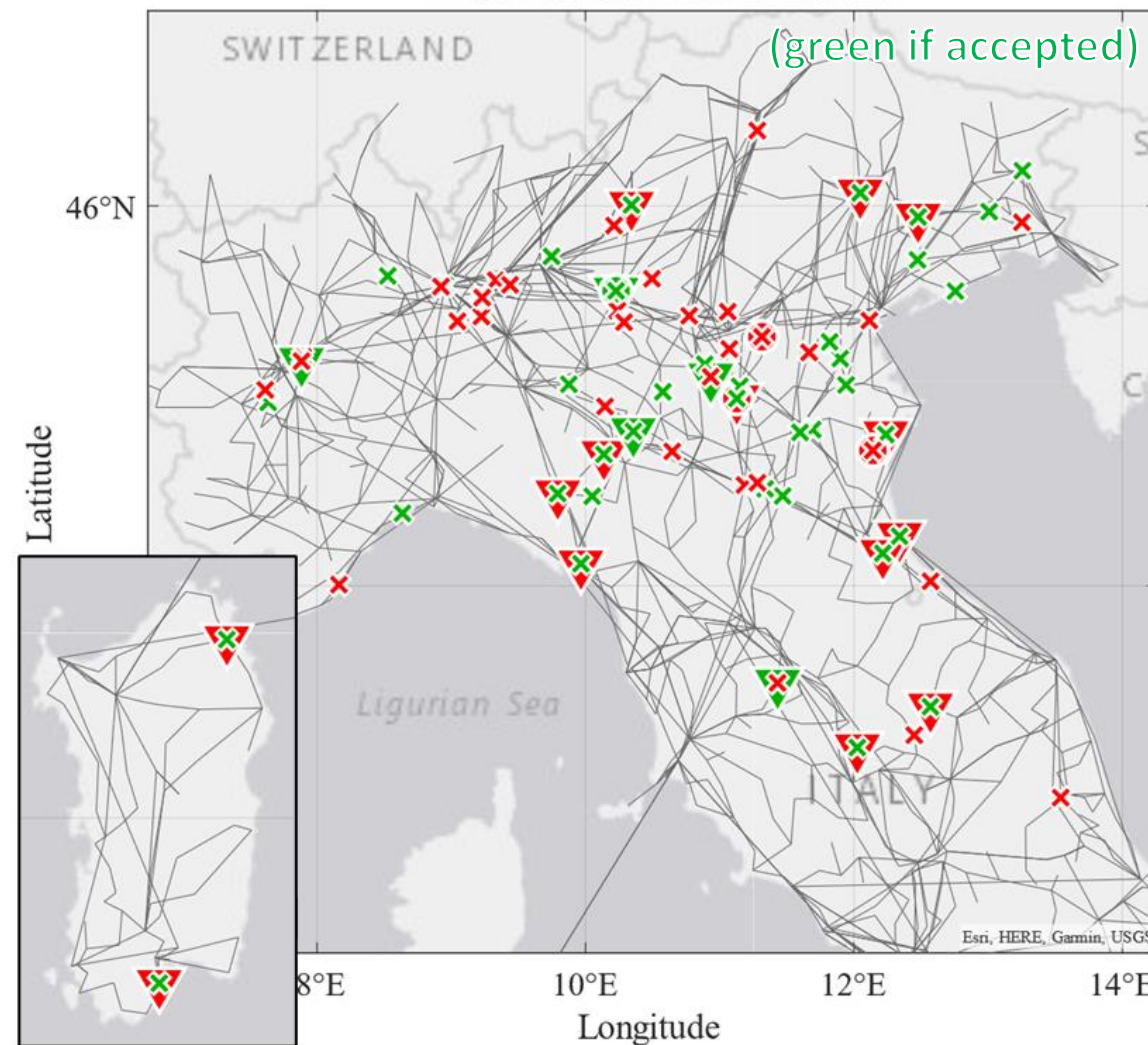 SWITZERLAND
(green if accepted)
S
46°N
C
Latitude
Ligurian Sea
ITALY
Esri, HERE, Garmin, USGS
8°E
10°E
12°E
14°E
Longitude